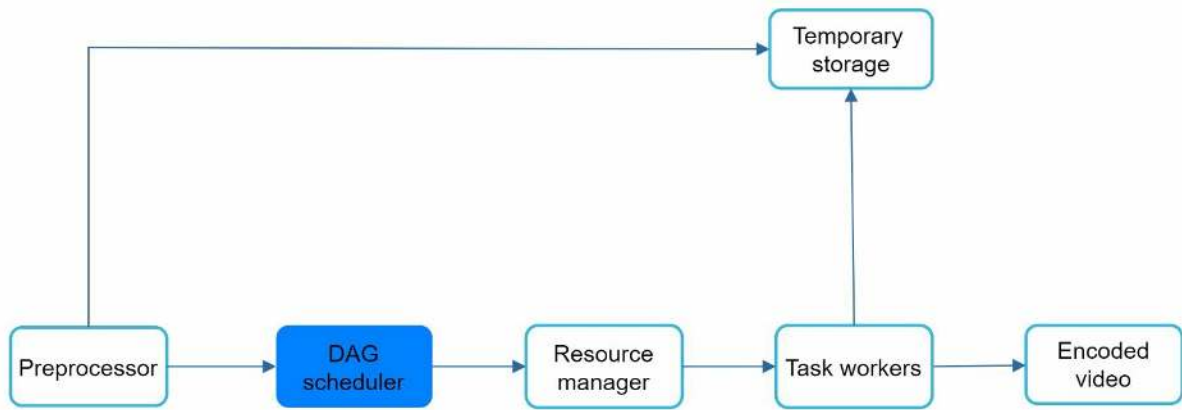 Temporary
storage
Preprocessor
DAG
scheduler
Resource
manager
Task workers
Encoded
video